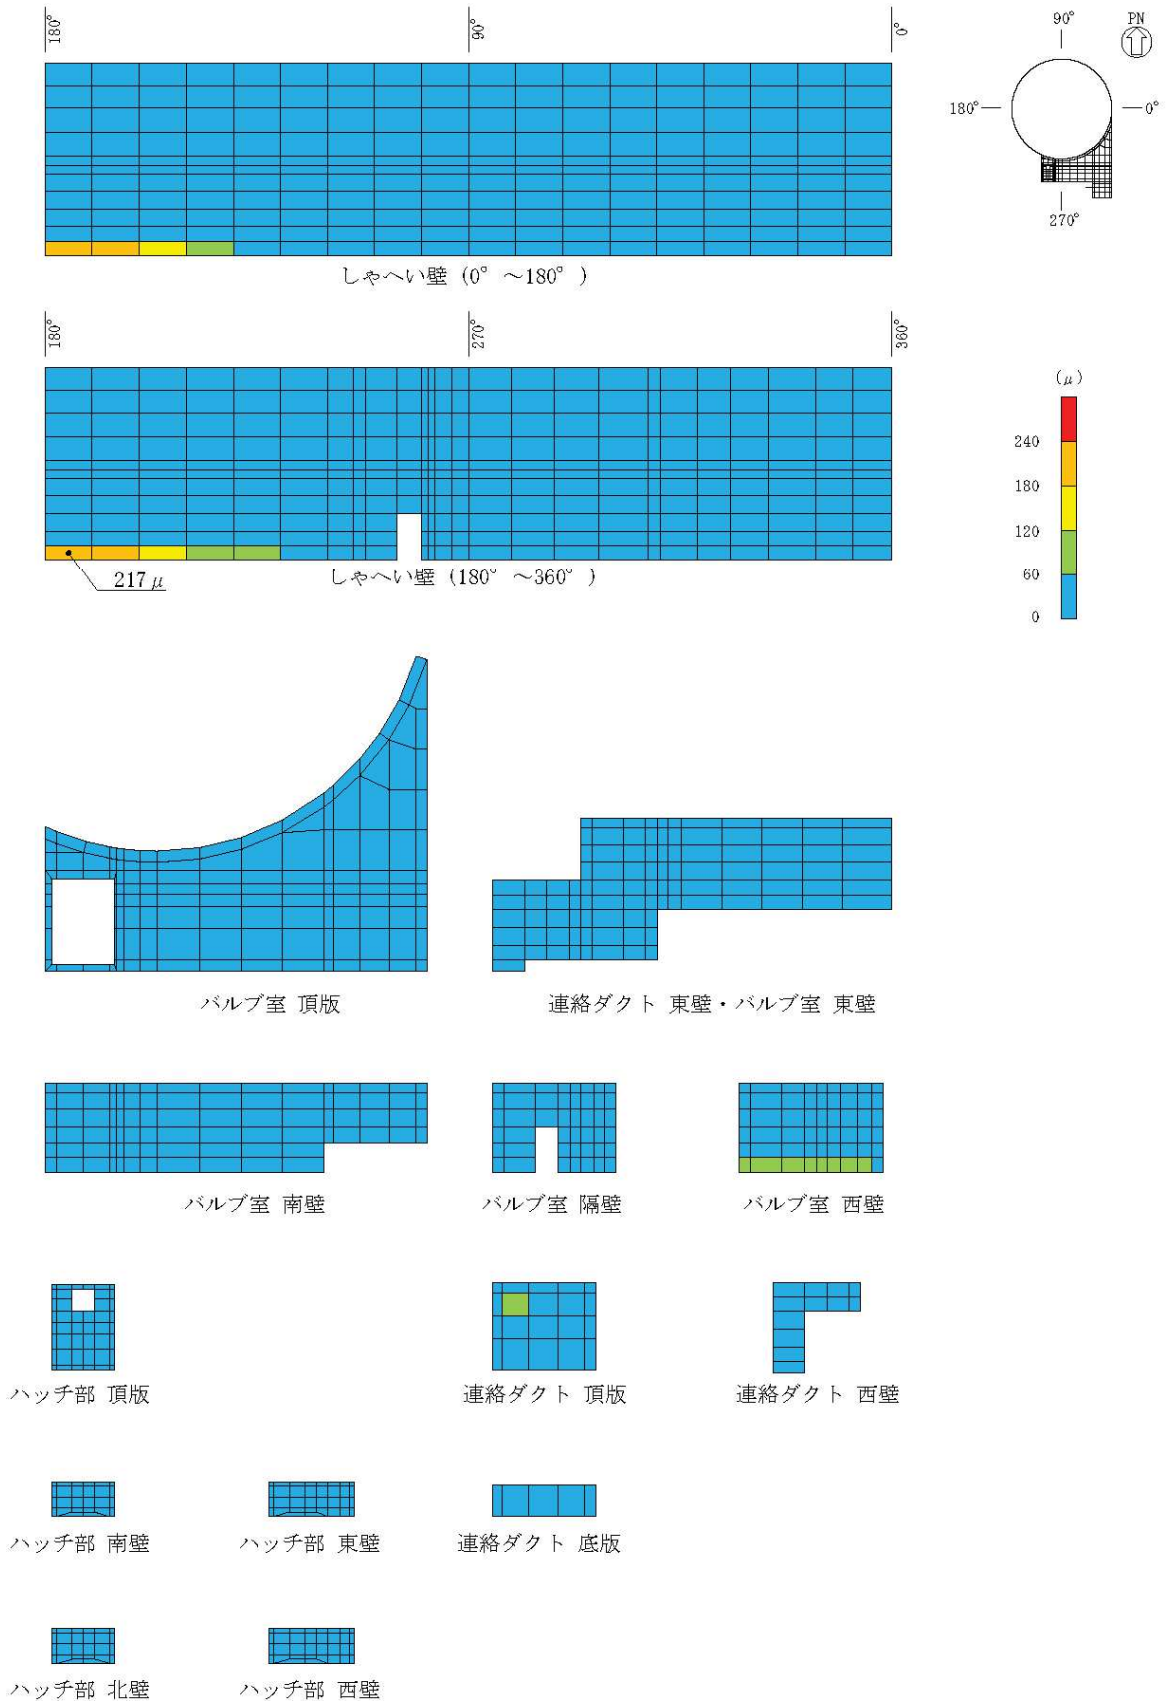 180°
90°
0°
90°
PN
180°
0°
270°
しゃへい壁 (0° ～180° )
180°
270°
360°
(μ)
240
180
120
60
0
217μ
しゃへい壁 (180° ～360° )
バルブ室 頂版
連絡ダクト 東壁・バルブ室 東壁
バルブ室 南壁
バルブ室 隔壁
バルブ室 西壁
ハッチ部 頂版
連絡ダクト 頂版
連絡ダクト 西壁
ハッチ部 南壁
ハッチ部 東壁
連絡ダクト 底版
ハッチ部 北壁
ハッチ部 西壁